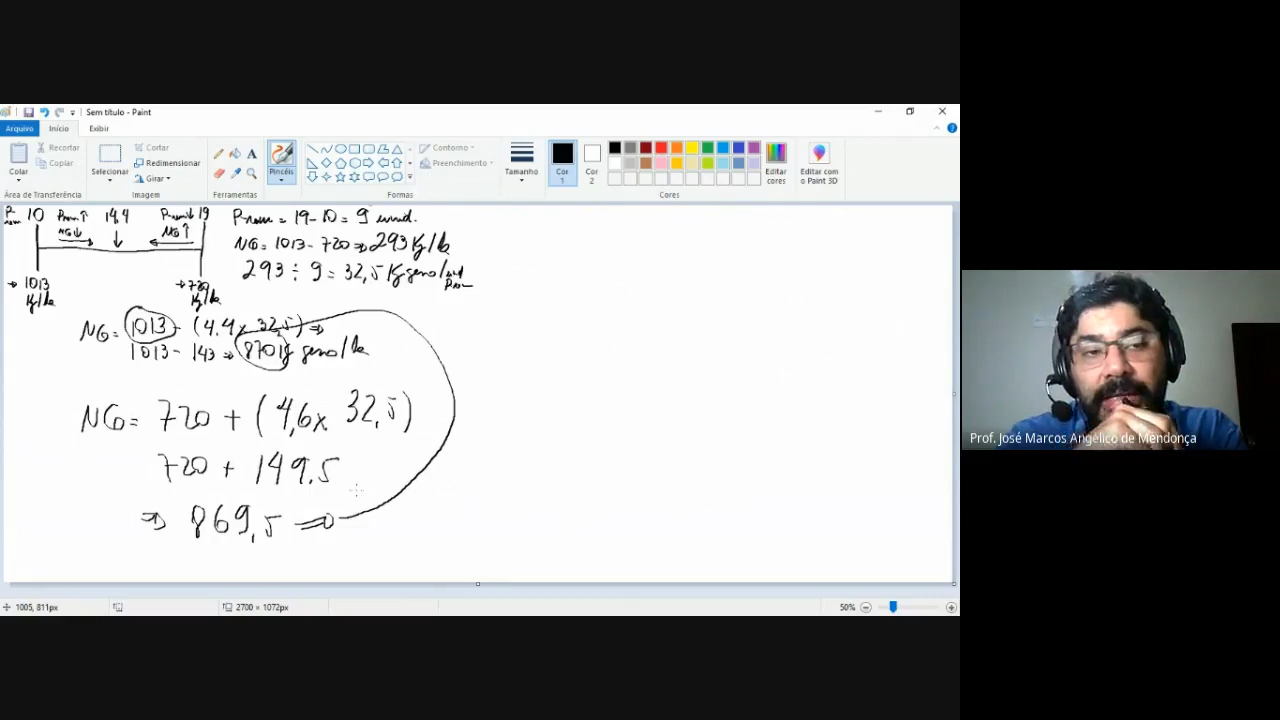 Sem título - Paint
Arquivo Início Exibir
Colar
Recortar
Copiar
Área de Transferência
Selecionar
Cortar
Redimensionar
Girar
Imagem
Ferramentas
Pincéis
Contorno
Preenchimento
Formas
Tamanho
Cor 1
Cor 2
Editar cores
Editar com o Paint 3D
Cores
10 14,4 19
NG↓ NG↑
1013 Kg/ha
720 Kg/ha
= 19-10 = 9 unid.
NG = 1013 - 720 => 293 Kg/ha
293 ÷ 9 = 32,5 Kg
NG = 1013 - (4.4 x 32,5) =>
1013 - 143 => 870 Kg /ha
NG = 720 + (4,6 x 32,5)
720 + 149.5
=> 869,5 =>
Prof. José Marcos Angélico de Mendonça
1005, 811px
2700 × 1072px
50%